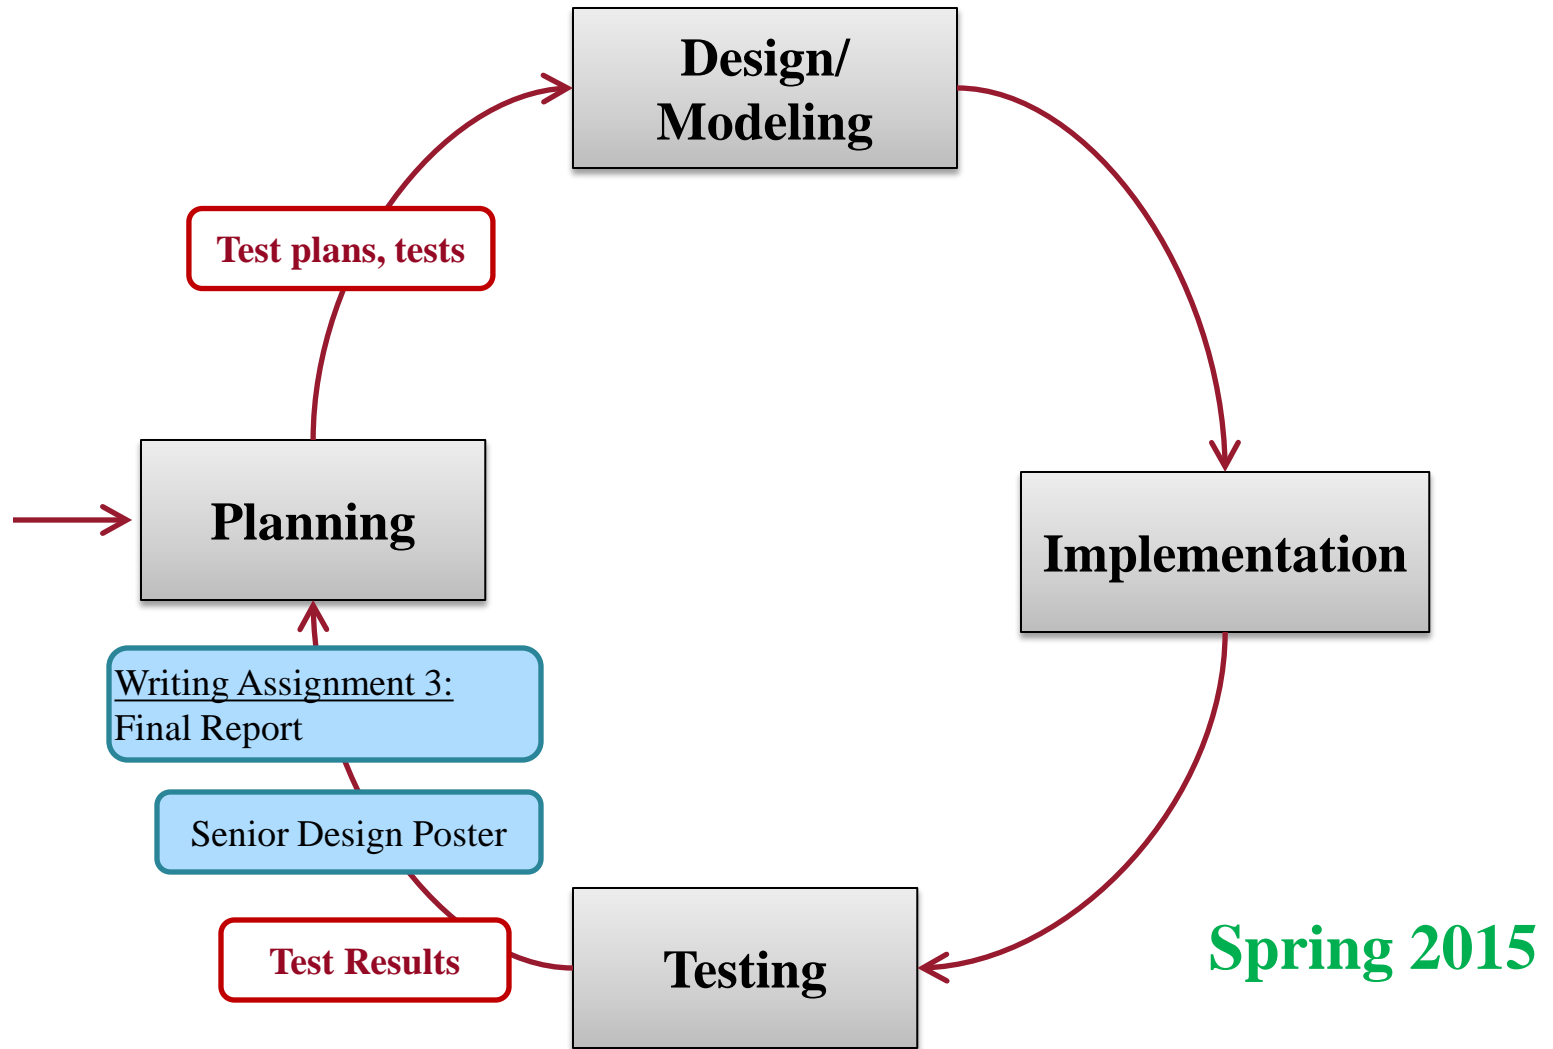 Design/
Modeling
Test plans, tests
Planning
Implementation
Writing Assignment 3:
Final Report
Senior Design Poster
Test Results
Testing
Spring 2015